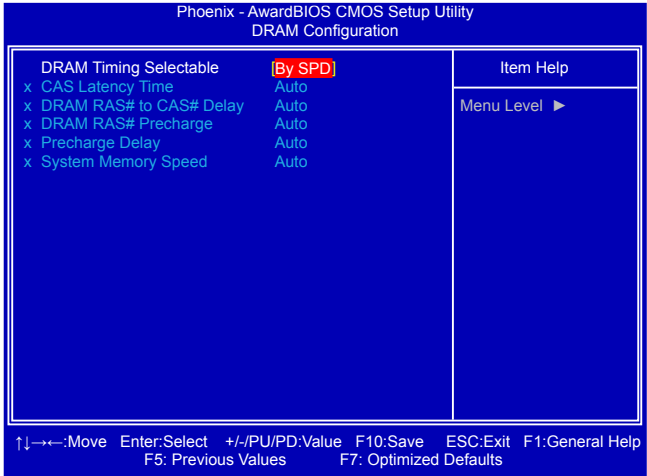 Phoenix - AwardBIOS CMOS Setup Utility
DRAM Configuration
DRAM Timing Selectable [By SPD]
x CAS Latency Time Auto
x DRAM RAS# to CAS# Delay Auto
x DRAM RAS# Precharge Auto
x Precharge Delay Auto
x System Memory Speed Auto
Item Help
Menu Level ►
↑↓→←:Move Enter:Select +/-/PU/PD:Value F10:Save ESC:Exit F1:General Help
F5: Previous Values F7: Optimized Defaults